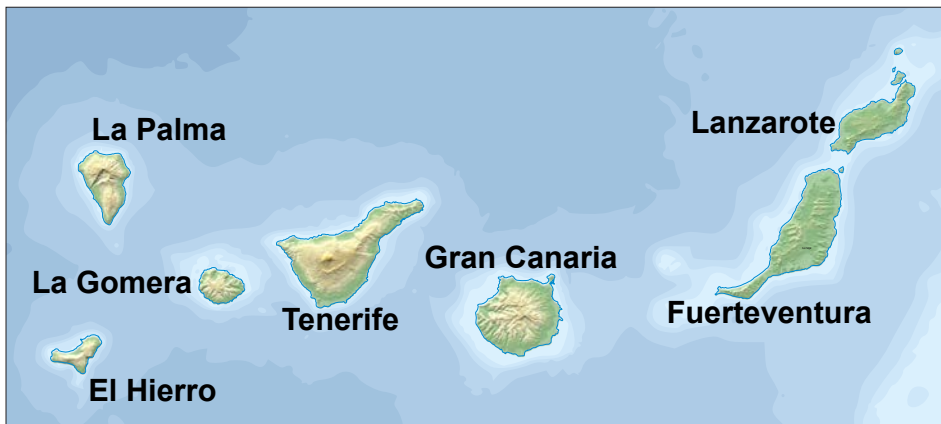 La Palma
Lanzarote
La Gomera
Gran Canaria
Tenerife
Fuerteventura
El Hierro